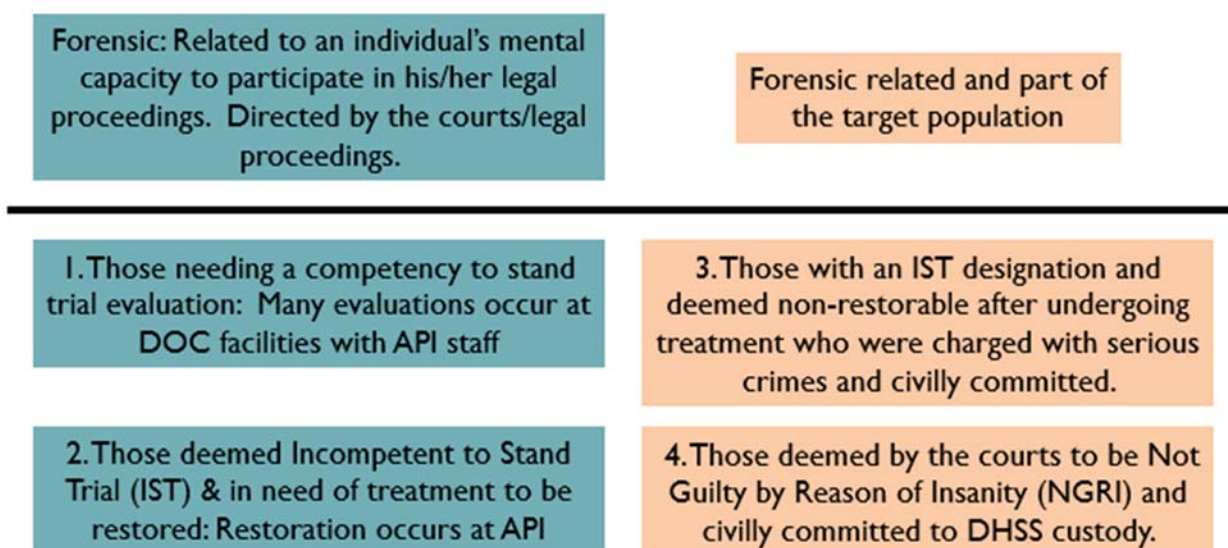 Forensic: Related to an individual's mental
capacity to participate in his/her legal
proceedings. Directed by the courts/legal
proceedings.
Forensic related and part of
the target population
1. Those needing a competency to stand
trial evaluation: Many evaluations occur at
DOC facilities with API staff
2. Those deemed Incompetent to Stand
Trial (IST) & in need of treatment to be
restored: Restoration occurs at API
3. Those with an IST designation and
deemed non-restorable after undergoing
treatment who were charged with serious
crimes and civilly committed.
4. Those deemed by the courts to be Not
Guilty by Reason of Insanity (NGRI) and
civilly committed to DHSS custody.